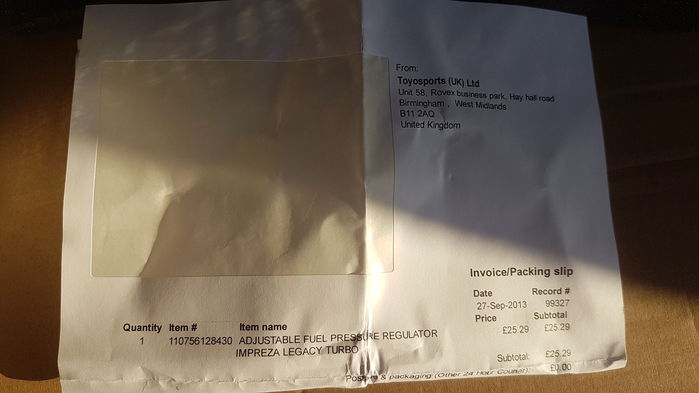 From:
Toyosports (UK) Ltd
Unit 58, Rovex business park, Hay hall road
Birmingham , West Midlands
B11 2AQ
United Kingdom
Invoice/Packing slip
Date Record #
27-Sep-2013 99327
Price Subtotal
£25.29 £25.29
Quantity Item # Item name
1 110756128430 ADJUSTABLE FUEL PRESSURE REGULATOR
IMPREZA LEGACY TURBO
Subtotal: £25.29
Postage & packaging (Other 24 Hour Courier): £0.00